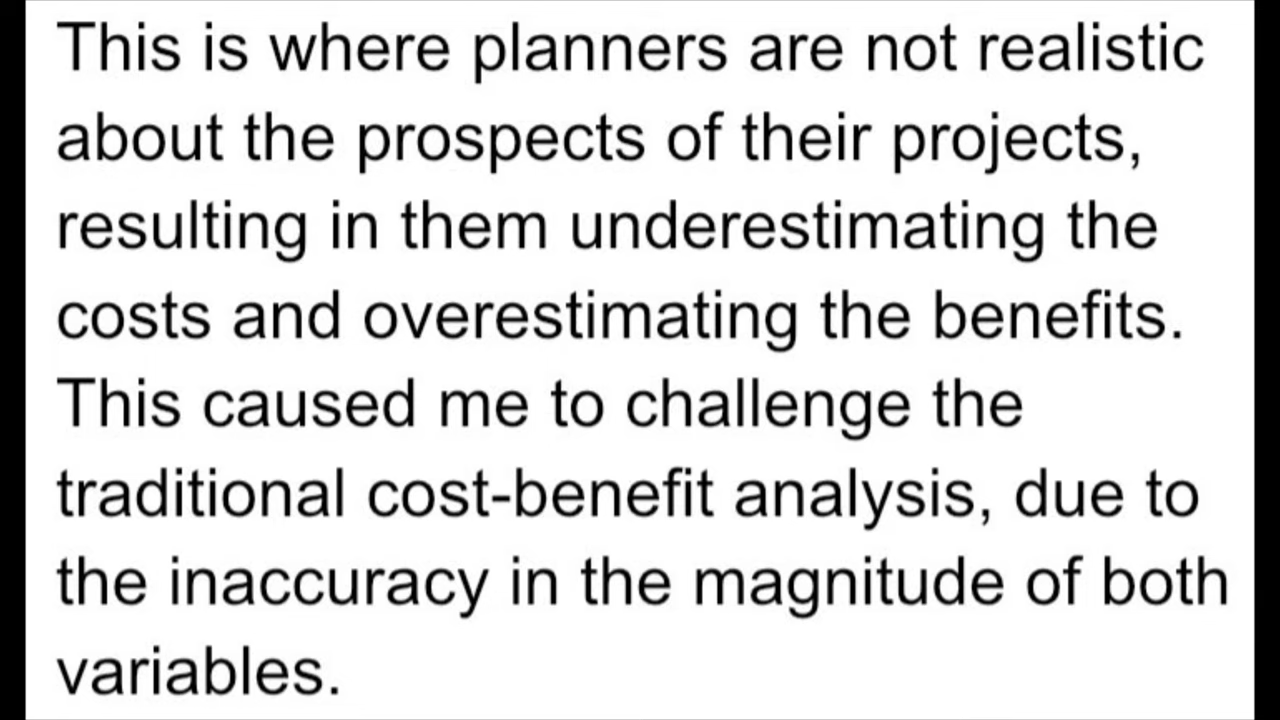 This is where planners are not realistic
about the prospects of their projects,
resulting in them underestimating the
costs and overestimating the benefits.
This caused me to challenge the
traditional cost-benefit analysis, due to
the inaccuracy in the magnitude of both
variables.